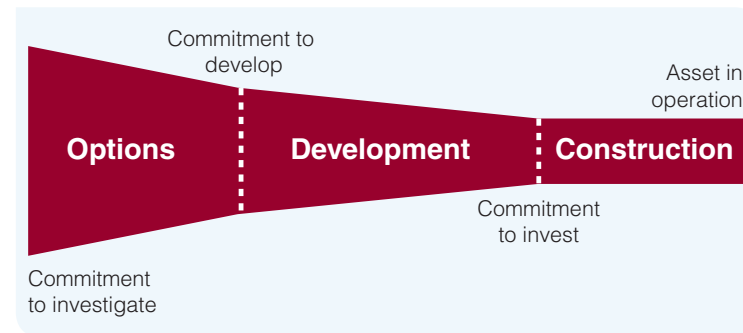 Commitment to
develop
Asset in
operation
Options
Development
Construction
Commitment
to invest
Commitment
to investigate